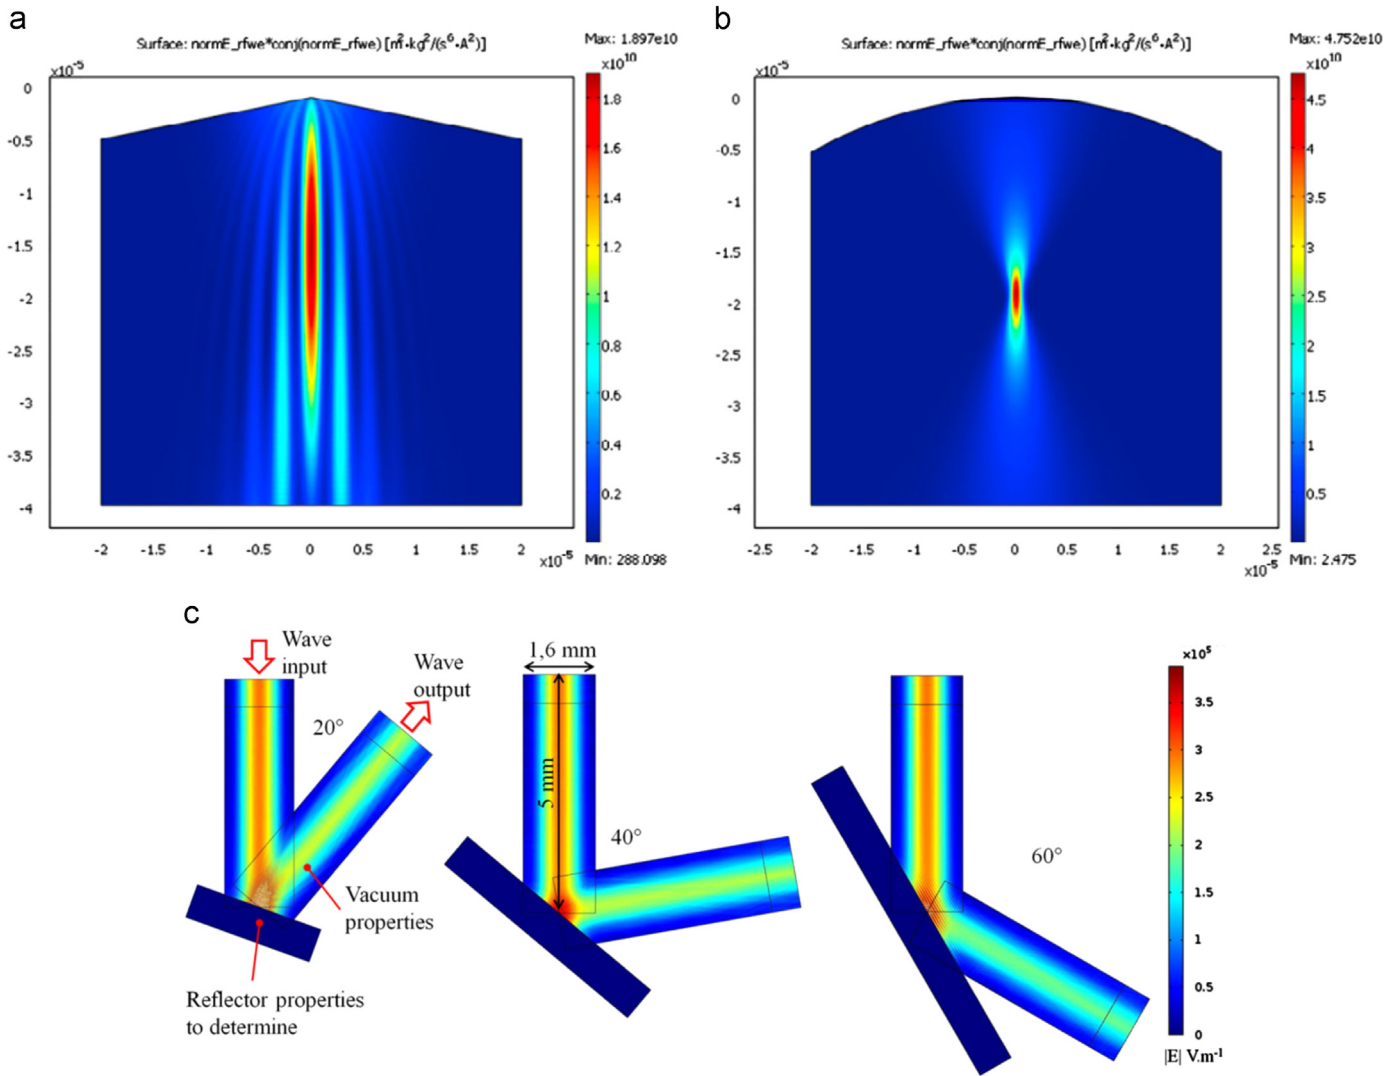 a
Surface: normE_rfwe*conj(normE_rfwe) [m²·kg²/(s⁶·A²)]
Max: 1.897e10
×10⁻⁵
×10¹⁰
0
-0.5
-1
-1.5
-2
-2.5
-3
-3.5
-4
1.8
1.6
1.4
1.2
1
0.8
0.6
0.4
0.2
-2 -1.5 -1 -0.5 0 0.5 1 1.5 2
×10⁻⁵
Min: 288.098
b
Surface: normE_rfwe*conj(normE_rfwe) [m²·kg²/(s⁶·A²)]
Max: 4.752e10
×10⁻⁵
×10¹⁰
0
-0.5
-1
-1.5
-2
-2.5
-3
-3.5
-4
4.5
4
3.5
3
2.5
2
1.5
1
0.5
-2.5 -2 -1.5 -1 -0.5 0 0.5 1 1.5 2 2.5
×10⁻⁵
Min: 2.475
c
Wave
input
Wave
output
20°
Vacuum
properties
Reflector properties
to determine
1,6 mm
5 mm
40°
60°
×10⁵
3.5
3
2.5
2
1.5
1
0.5
0
|E| V.m⁻¹